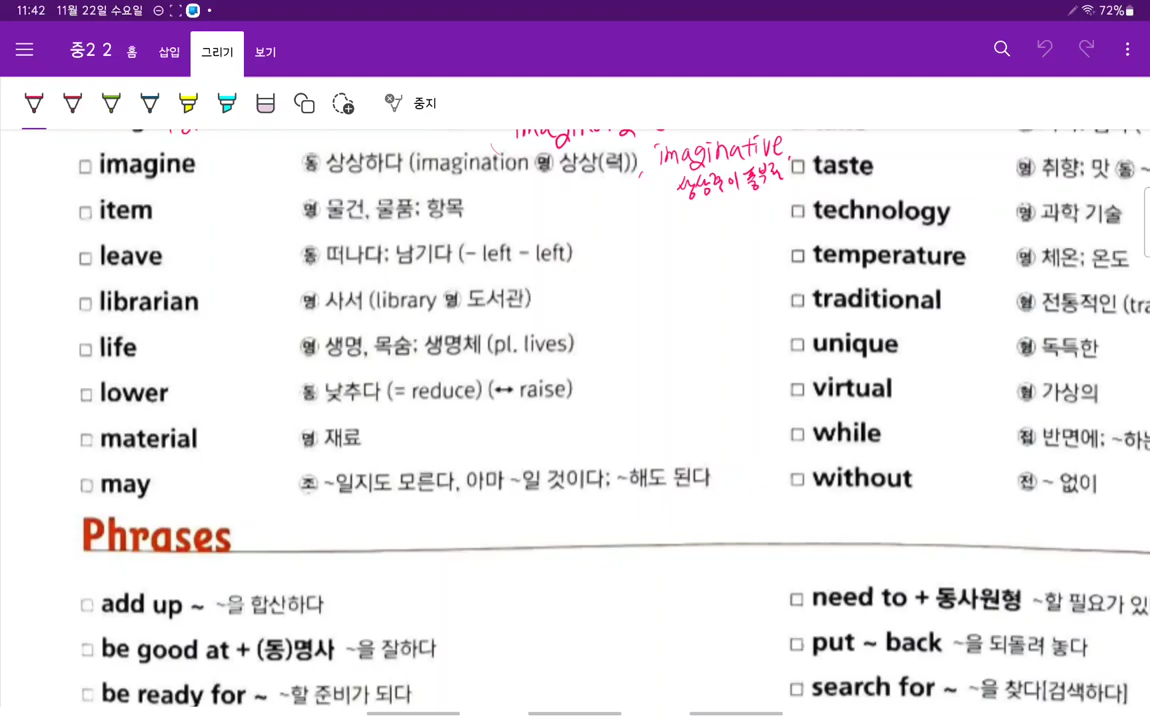 11:42 11월 22일 수요일 72%
중2 2 홈 삽입 그리기 보기
중지
imagine 동 상상하다 (imagination 명 상상(력)), imaginative,
상상력이 풍부한
item 명 물건, 물품; 항목
leave 동 떠나다; 남기다 (– left – left)
librarian 명 사서 (library 명 도서관)
life 명 생명, 목숨; 생명체 (pl. lives)
lower 동 낮추다 (= reduce) (↔ raise)
material 명 재료
may 조 ~일지도 모른다, 아마 ~일 것이다; ~해도 된다
taste 명 취향; 맛 동 ~
technology 명 과학 기술
temperature 명 체온; 온도
traditional 형 전통적인 (tra
unique 형 독특한
virtual 형 가상의
while 접 반면에; ~하는
without 전 ~ 없이
Phrases
add up ~ ~을 합산하다
be good at + (동)명사 ~을 잘하다
be ready for ~ ~할 준비가 되다
need to + 동사원형 ~할 필요가 있
put ~ back ~을 되돌려 놓다
search for ~ ~을 찾다[검색하다]